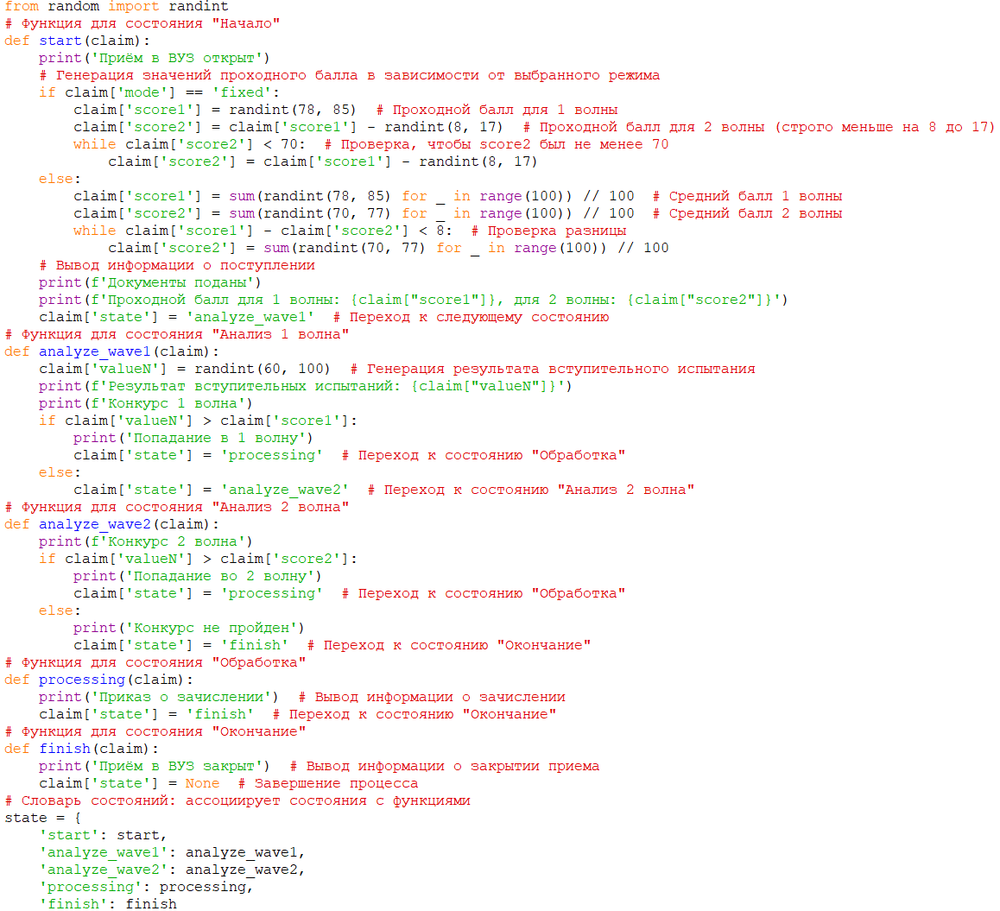 from random import randint
# Функция для состояния "Начало"
def start(claim):
    print('Приём в ВУЗ открыт')
    # Генерация значений проходного балла в зависимости от выбранного режима
    if claim['mode'] == 'fixed':
        claim['score1'] = randint(78, 85)  # Проходной балл для 1 волны
        claim['score2'] = claim['score1'] - randint(8, 17)  # Проходной балл для 2 волны (строго меньше на 8 до 17)
        while claim['score2'] < 70:  # Проверка, чтобы score2 был не менее 70
            claim['score2'] = claim['score1'] - randint(8, 17)
    else:
        claim['score1'] = sum(randint(78, 85) for _ in range(100)) // 100  # Средний балл 1 волны
        claim['score2'] = sum(randint(70, 77) for _ in range(100)) // 100  # Средний балл 2 волны
        while claim['score1'] - claim['score2'] < 8:  # Проверка разницы
            claim['score2'] = sum(randint(70, 77) for _ in range(100)) // 100
    # Вывод информации о поступлении
    print(f'Документы поданы')
    print(f'Проходной балл для 1 волны: {claim["score1"]}, для 2 волны: {claim["score2"]}')
    claim['state'] = 'analyze_wave1'  # Переход к следующему состоянию
# Функция для состояния "Анализ 1 волна"
def analyze_wave1(claim):
    claim['valueN'] = randint(60, 100)  # Генерация результата вступительного испытания
    print(f'Результат вступительных испытаний: {claim["valueN"]}')
    print(f'Конкурс 1 волна')
    if claim['valueN'] > claim['score1']:
        print('Попадание в 1 волну')
        claim['state'] = 'processing'  # Переход к состоянию "Обработка"
    else:
        claim['state'] = 'analyze_wave2'  # Переход к состоянию "Анализ 2 волна"
# Функция для состояния "Анализ 2 волна"
def analyze_wave2(claim):
    print(f'Конкурс 2 волна')
    if claim['valueN'] > claim['score2']:
        print('Попадание во 2 волну')
        claim['state'] = 'processing'  # Переход к состоянию "Обработка"
    else:
        print('Конкурс не пройден')
        claim['state'] = 'finish'  # Переход к состоянию "Окончание"
# Функция для состояния "Обработка"
def processing(claim):
    print('Приказ о зачислении')  # Вывод информации о зачислении
    claim['state'] = 'finish'  # Переход к состоянию "Окончание"
# Функция для состояния "Окончание"
def finish(claim):
    print('Приём в ВУЗ закрыт')  # Вывод информации о закрытии приема
    claim['state'] = None  # Завершение процесса
# Словарь состояний: ассоциирует состояния с функциями
state = {
    'start': start,
    'analyze_wave1': analyze_wave1,
    'analyze_wave2': analyze_wave2,
    'processing': processing,
    'finish': finish